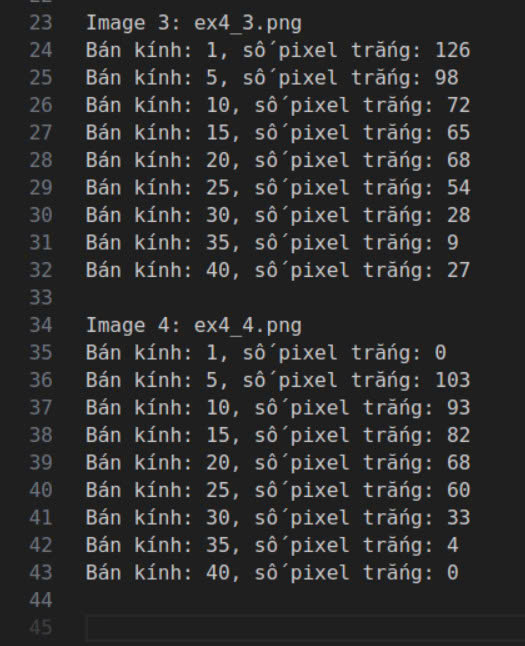 23 Image 3: ex4_3.png
24 Bán kính: 1, số pixel trắng: 126
25 Bán kính: 5, số pixel trắng: 98
26 Bán kính: 10, số pixel trắng: 72
27 Bán kính: 15, số pixel trắng: 65
28 Bán kính: 20, số pixel trắng: 68
29 Bán kính: 25, số pixel trắng: 54
30 Bán kính: 30, số pixel trắng: 28
31 Bán kính: 35, số pixel trắng: 9
32 Bán kính: 40, số pixel trắng: 27
33
34 Image 4: ex4_4.png
35 Bán kính: 1, số pixel trắng: 0
36 Bán kính: 5, số pixel trắng: 103
37 Bán kính: 10, số pixel trắng: 93
38 Bán kính: 15, số pixel trắng: 82
39 Bán kính: 20, số pixel trắng: 68
40 Bán kính: 25, số pixel trắng: 60
41 Bán kính: 30, số pixel trắng: 33
42 Bán kính: 35, số pixel trắng: 4
43 Bán kính: 40, số pixel trắng: 0
44
45